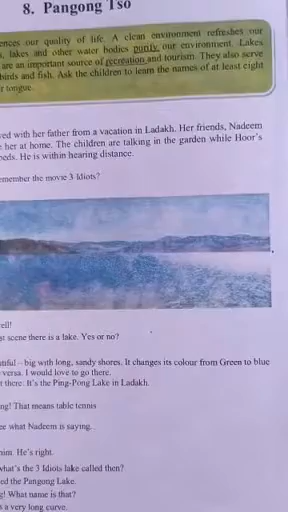 8. Pangong Tso
ences our quality of life. A clean environment refreshes our
, lakes and other water bodies purify our environment. Lakes
are an important source of recreation and tourism. They also serve
birds and fish. Ask the children to learn the names of at least eight
r tongue.
ved with her father from a vacation in Ladakh. Her friends, Nadeem
her at home. The children are talking in the garden while Hoor's
eds. He is within hearing distance.
emember the movie 3 Idiots?
ell!
st scene there is a lake. Yes or no?
utiful – big with long, sandy shores. It changes its colour from Green to blue
versa. I would love to go there.
t there. It's the Ping-Pong Lake in Ladakh.
ng! That means table tennis
ee what Nadeem is saying.
him. He's right.
what's the 3 Idiots lake called then?
ed the Pangong Lake.
g! What name is that?
s a very long curve.